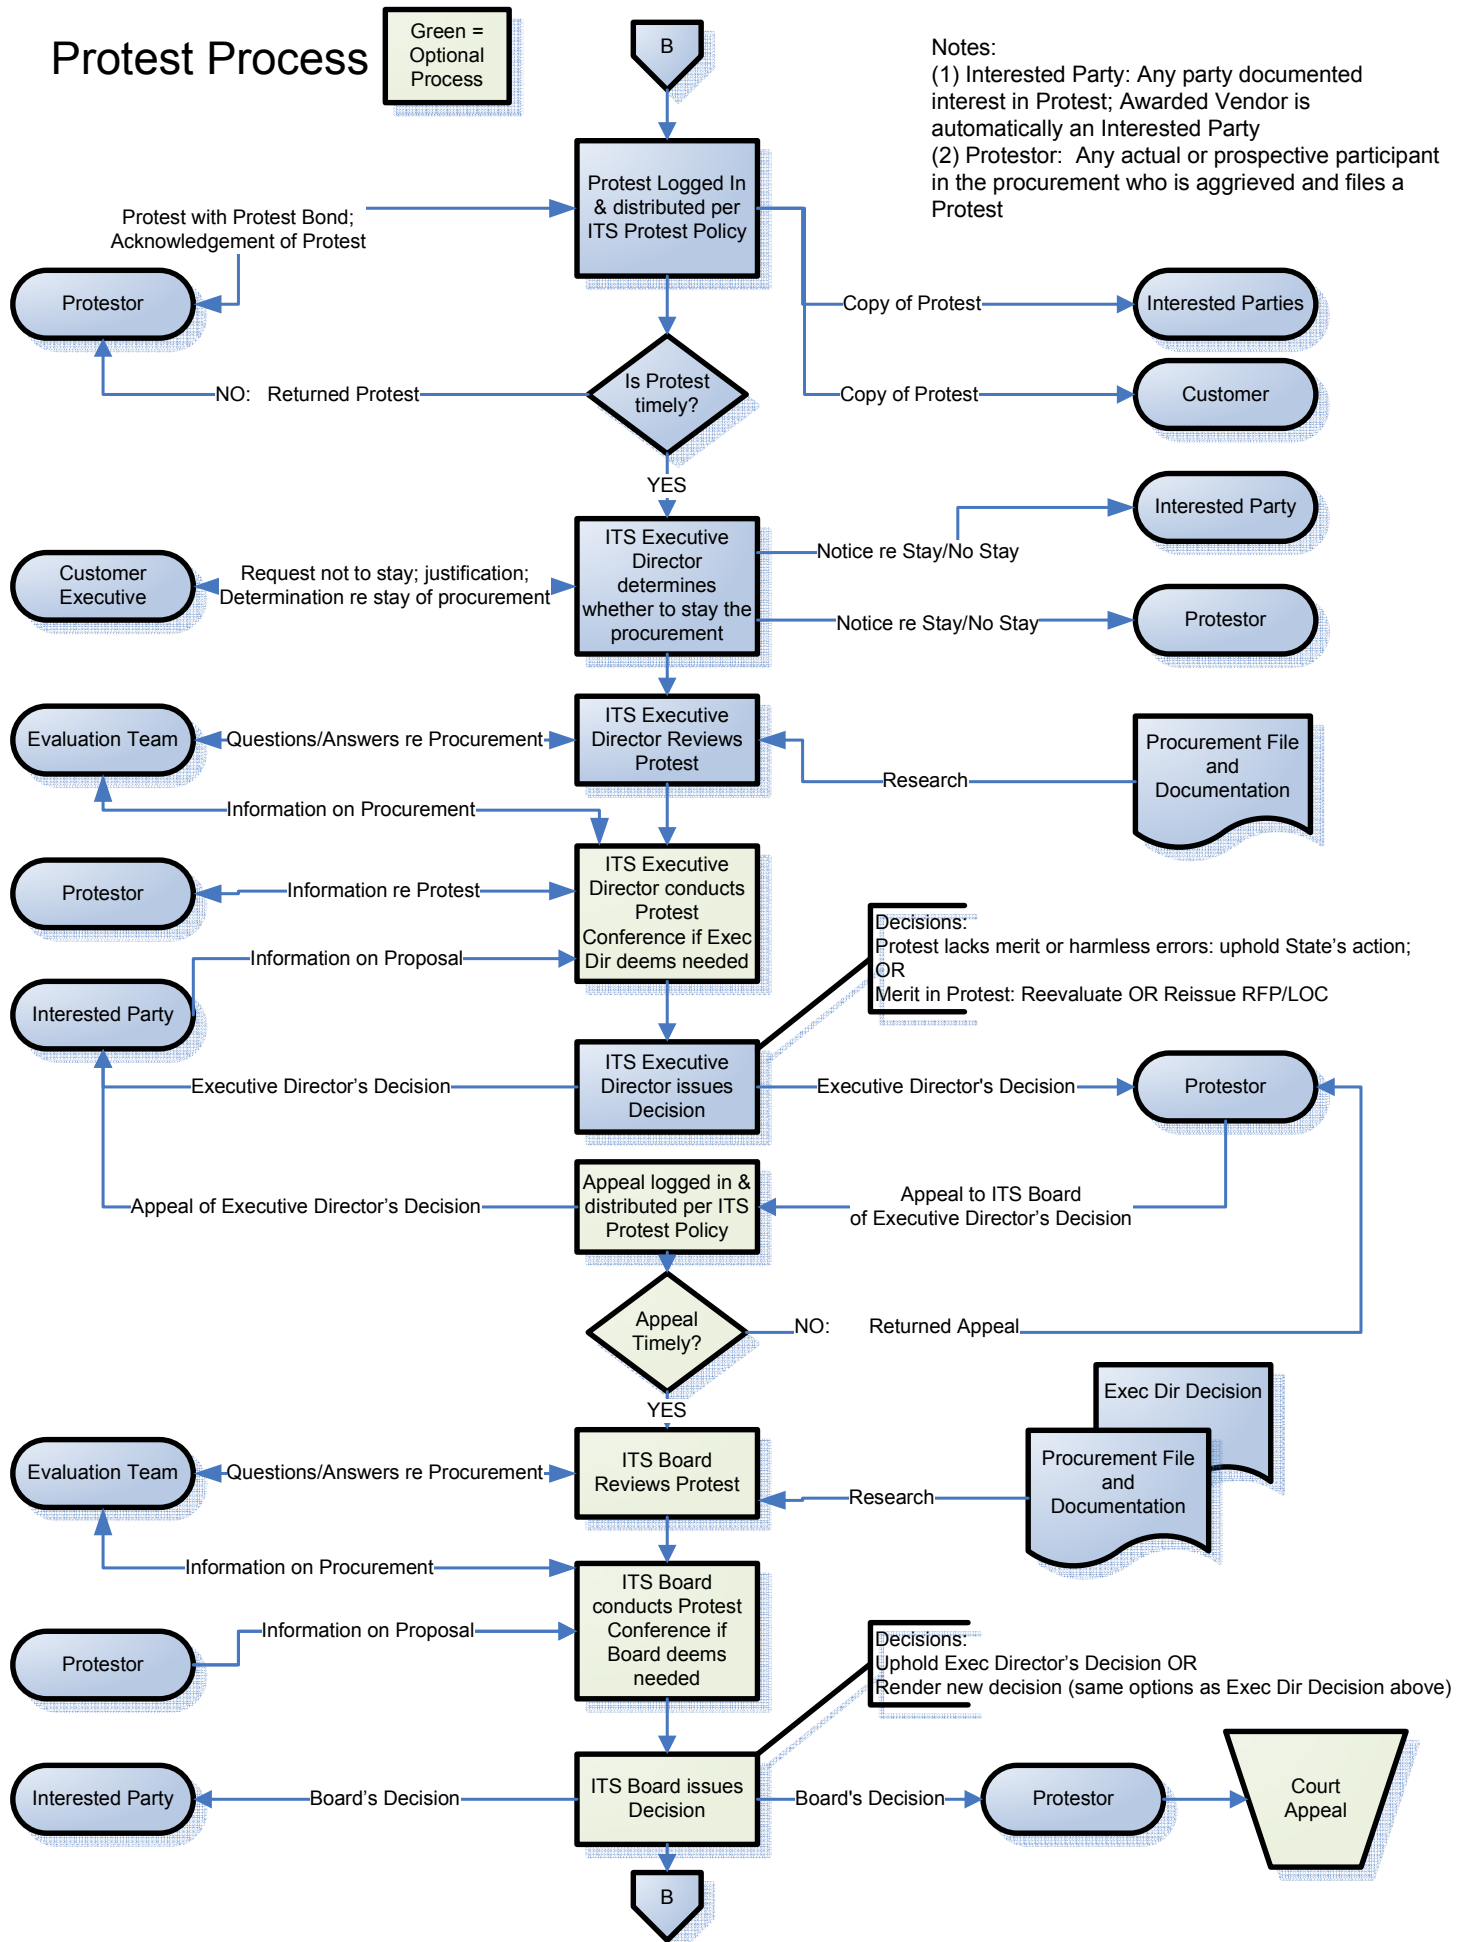 Protest Process
Green =
Optional
Process
B
Notes:
(1) Interested Party: Any party documented
interest in Protest; Awarded Vendor is
automatically an Interested Party
(2) Protestor:  Any actual or prospective participant
in the procurement who is aggrieved and files a
Protest
Protest Logged In
& distributed per
ITS Protest Policy
Protest with Protest Bond;
Acknowledgement of Protest
Protestor
Copy of Protest
Interested Parties
Is Protest
timely?
NO:   Returned Protest
Copy of Protest
Customer
YES
Interested Party
ITS Executive
Director
determines
whether to stay the
procurement
Notice re Stay/No Stay
Customer
Executive
Request not to stay; justification;
Determination re stay of procurement
Notice re Stay/No Stay
Protestor
ITS Executive
Director Reviews
Protest
Evaluation Team
Questions/Answers re Procurement
Procurement File
and
Documentation
Research
Information on Procurement
ITS Executive
Director conducts
Protest
Conference if Exec
Dir deems needed
Protestor
Information re Protest
Decisions:
Protest lacks merit or harmless errors: uphold State's action;
OR
Merit in Protest: Reevaluate OR Reissue RFP/LOC
Information on Proposal
Interested Party
ITS Executive
Director issues
Decision
Executive Director's Decision
Executive Director's Decision
Protestor
Appeal logged in &
distributed per ITS
Protest Policy
Appeal of Executive Director's Decision
Appeal to ITS Board
of Executive Director's Decision
Appeal
Timely?
NO:     Returned Appeal
YES
Exec Dir Decision
Procurement File
and
Documentation
ITS Board
Reviews Protest
Evaluation Team
Questions/Answers re Procurement
Research
Information on Procurement
ITS Board
conducts Protest
Conference if
Board deems
needed
Information on Proposal
Protestor
Decisions:
Uphold Exec Director's Decision OR
Render new decision (same options as Exec Dir Decision above)
ITS Board issues
Decision
Interested Party
Board's Decision
Board's Decision
Protestor
Court
Appeal
B